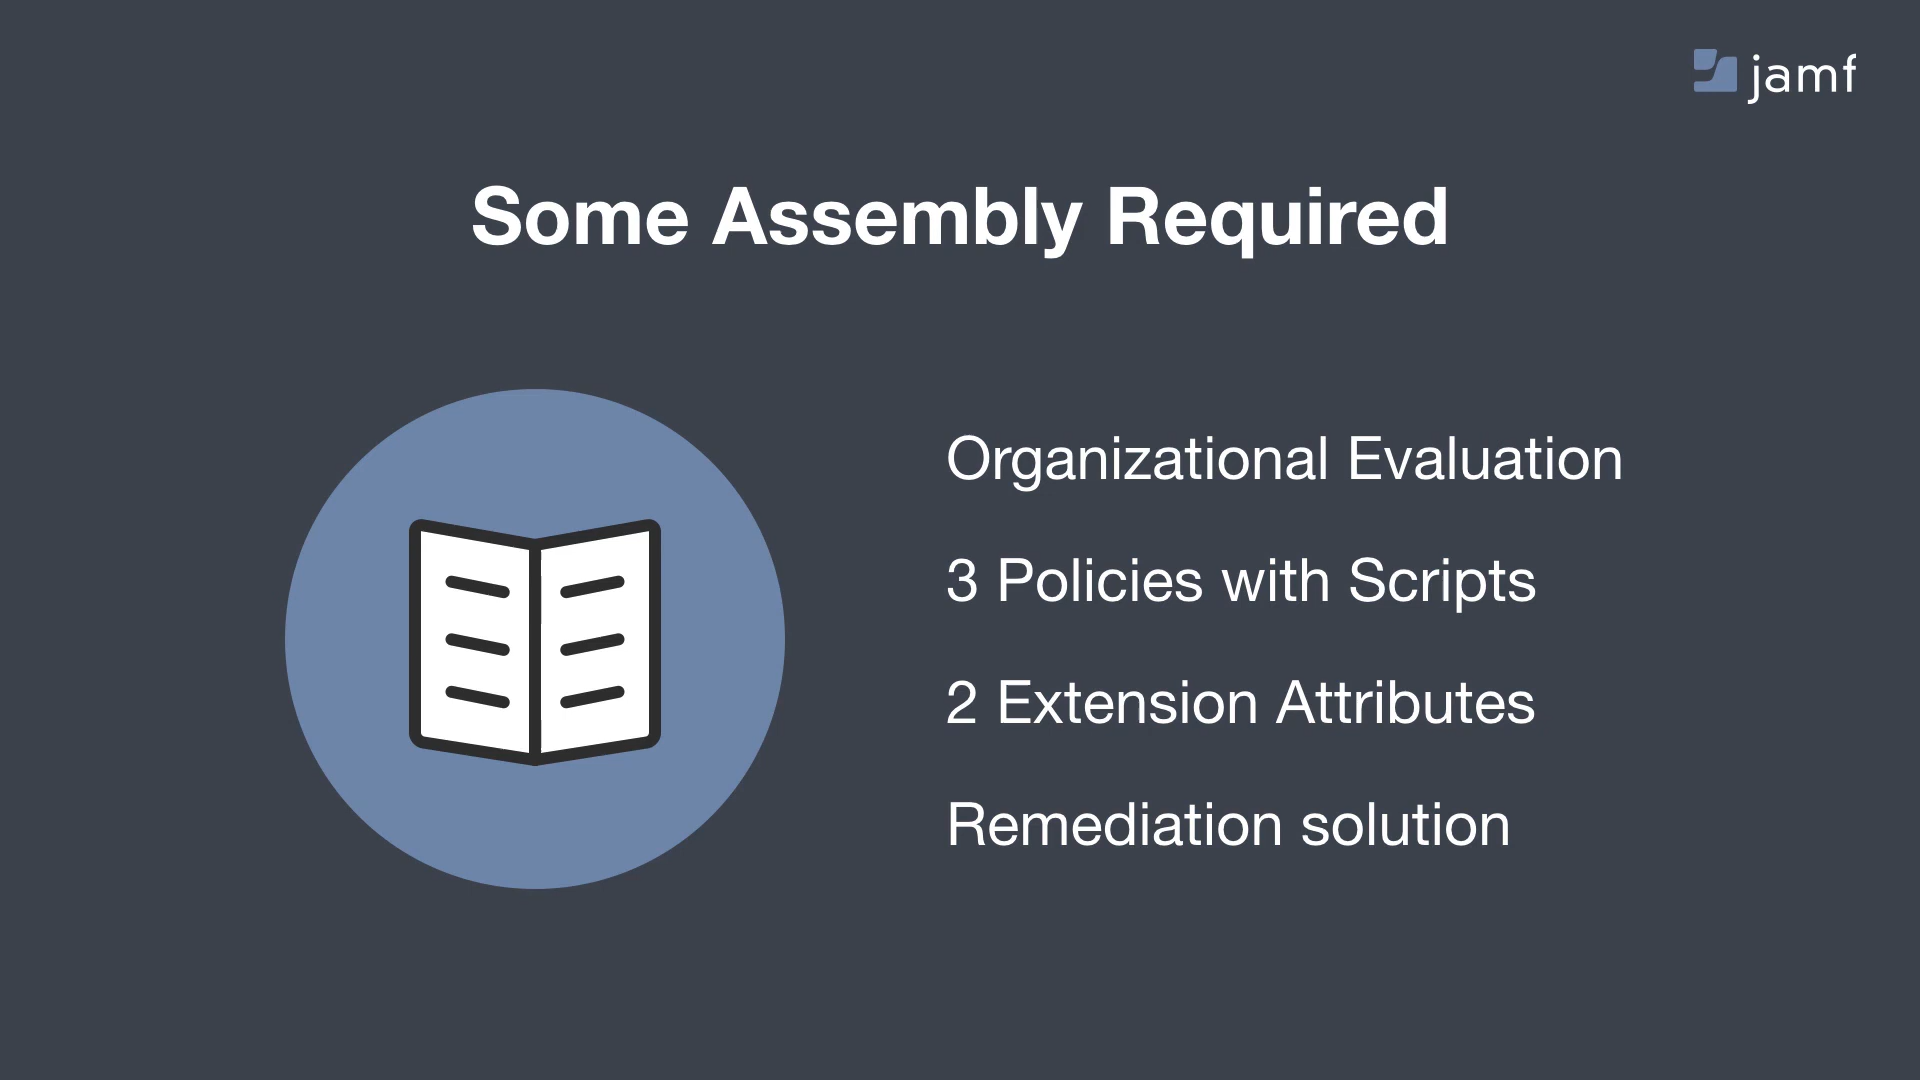 jamf
Some Assembly Required
Organizational Evaluation
3 Policies with Scripts
2 Extension Attributes
Remediation solution